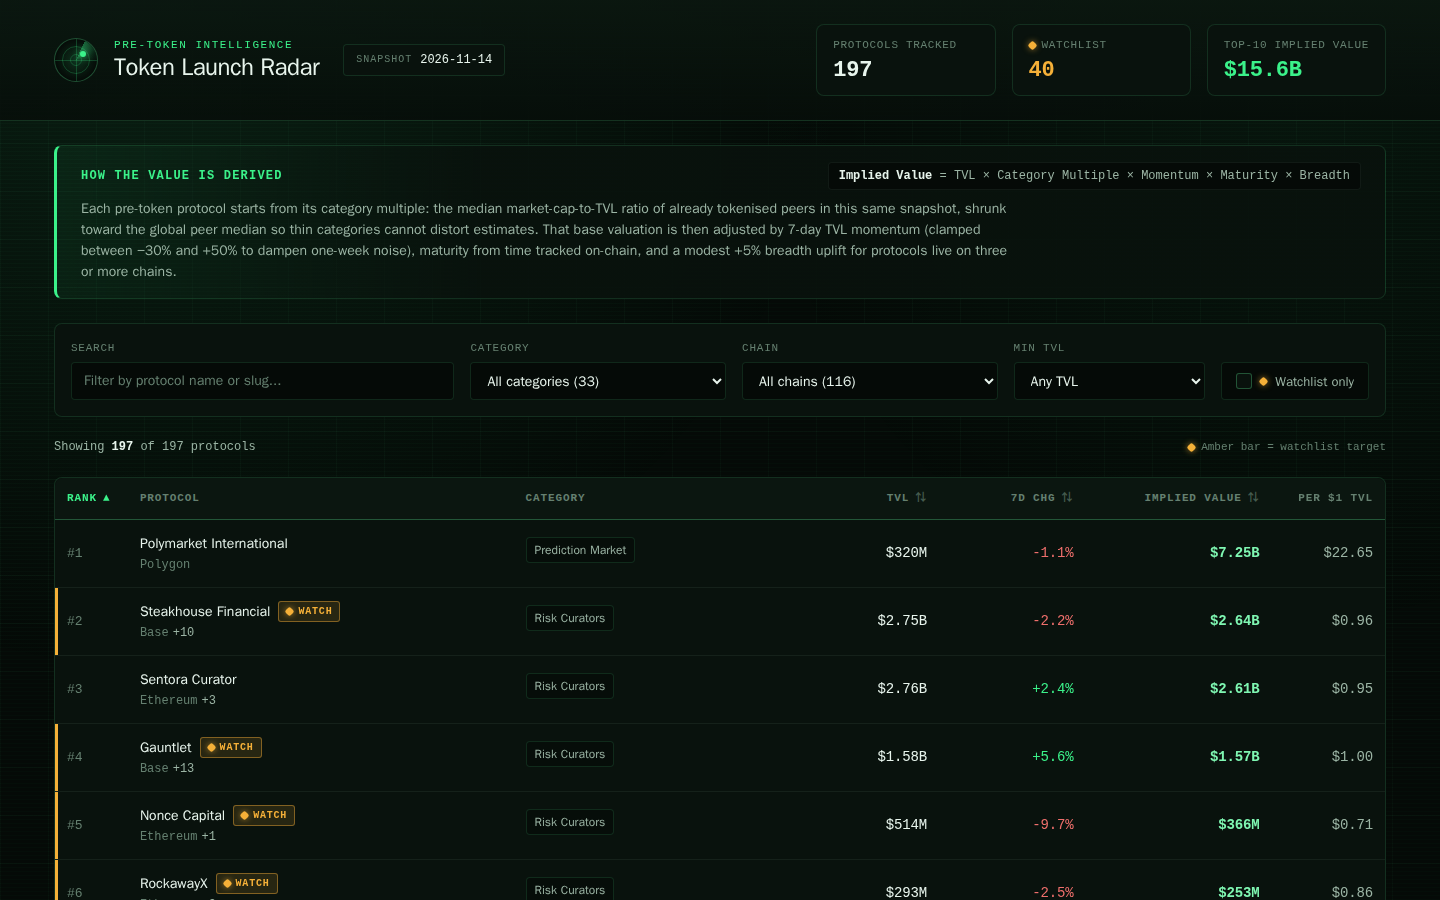 PRE-TOKEN INTELLIGENCE
Token Launch Radar
SNAPSHOT 2026-11-14
PROTOCOLS TRACKED
197
WATCHLIST
40
TOP-10 IMPLIED VALUE
$15.6B
HOW THE VALUE IS DERIVED
Implied Value = TVL × Category Multiple × Momentum × Maturity × Breadth
Each pre-token protocol starts from its category multiple: the median market-cap-to-TVL ratio of already tokenised peers in this same snapshot, shrunk
toward the global peer median so thin categories cannot distort estimates. That base valuation is then adjusted by 7-day TVL momentum (clamped
between −30% and +50% to dampen one-week noise), maturity from time tracked on-chain, and a modest +5% breadth uplift for protocols live on three
or more chains.
SEARCH
Filter by protocol name or slug...
CATEGORY
All categories (33)
CHAIN
All chains (116)
MIN TVL
Any TVL
Watchlist only
Showing 197 of 197 protocols
Amber bar = watchlist target
RANK ▲ PROTOCOL CATEGORY TVL ⇅ 7D CHG ⇅ IMPLIED VALUE ⇅ PER $1 TVL
#1 Polymarket International Prediction Market $320M -1.1% $7.25B $22.65
Polygon
#2 Steakhouse Financial WATCH Risk Curators $2.75B -2.2% $2.64B $0.96
Base +10
#3 Sentora Curator Risk Curators $2.76B +2.4% $2.61B $0.95
Ethereum +3
#4 Gauntlet WATCH Risk Curators $1.58B +5.6% $1.57B $1.00
Base +13
#5 Nonce Capital WATCH Risk Curators $514M -9.7% $366M $0.71
Ethereum +1
#6 RockawayX WATCH Risk Curators $293M -2.5% $253M $0.86